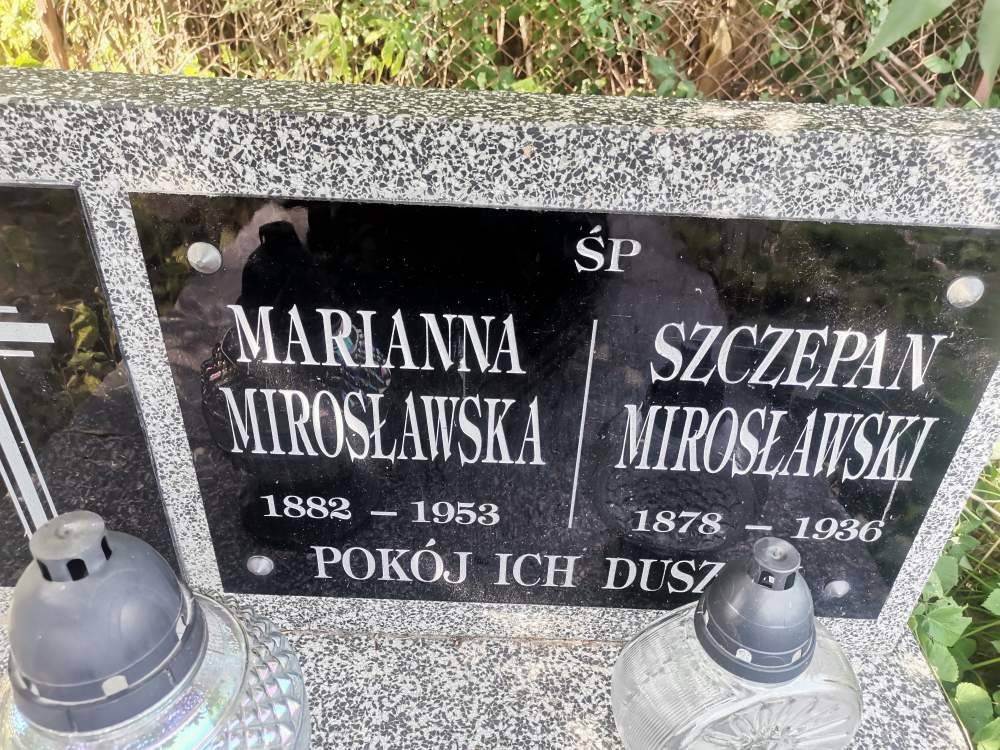 ŚP
MARIANNA
MIROSŁAWSKA
1882 – 1953
SZCZEPAN
MIROSŁAWSKI
1878 – 1936
POKÓJ ICH